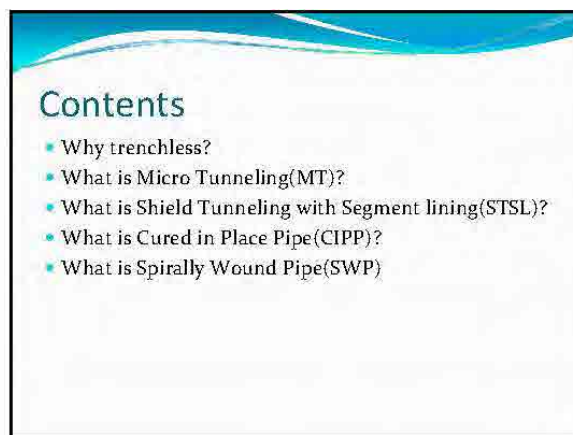 Contents
• Why trenchless?
• What is Micro Tunneling(MT)?
• What is Shield Tunneling with Segment lining(STSL)?
• What is Cured in Place Pipe(CIPP)?
• What is Spirally Wound Pipe(SWP)